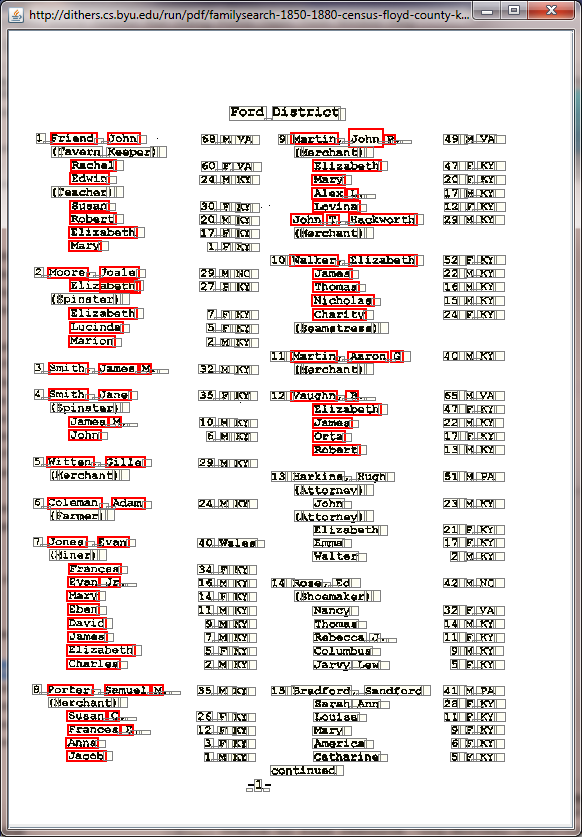 http://dithers.cs.byu.edu/run/pdf/familysearch-1850-1880-census-floyd-county-k...
Ford District
1 Friend, John 68 M VA
(Tavern Keeper)
Rachel 60 F VA
Edwin 24 M KY
(Teacher)
Susan 30 F KY
Robert 20 M KY
Elizabeth 17 F KY
Mary 1 F KY
2 Moore, Joale 29 M NC
Elizabeth 27 F KY
(Spinster)
Elizabeth 7 F KY
Lucinda 5 F KY
Marion 2 M KY
3 Smith, James M. 32 M KY
4 Smith, Jane 35 F KY
(Spinster)
James M. 10 M KY
John 6 M KY
5 Witten, Gille 29 M KY
(Merchant)
6 Coleman, Adam 24 M KY
(Farmer)
7 Jones, Evan 40 Wales
(Miner)
Frances 34 F KY
Evan Jr. 16 M KY
Mary 14 F KY
Eben 11 M KY
David 9 M KY
James 7 M KY
Elizabeth 5 F KY
Charles 2 M KY
8 Porter, Samuel M. 35 M KY
(Merchant)
Susan C. 26 F KY
Frances E. 12 F KY
Anna 3 F KY
Jacob 1 M KY
9 Martin, John P. 49 M VA
(Merchant)
Elizabeth 47 F KY
Mary 20 F KY
Alex L. 17 M KY
Levina 12 F KY
John T. Hackworth 29 M KY
(Merchant)
10 Walker, Elizabeth 52 F KY
James 22 M KY
Thomas 16 M KY
Nicholas 15 M KY
Charity 24 F KY
(Seamstress)
11 Martin, Aaron G 40 M KY
(Merchant)
12 Vaughn, B. 65 M VA
Elizabeth 47 F KY
James 22 M KY
Orta 17 F KY
Robert 13 M KY
13 Harkins, Hugh 51 M PA
(Attorney)
John 23 M KY
(Attorney)
Elizabeth 21 F KY
Emma 17 F KY
Walter 2 M KY
14 Rose, Ed 42 M NC
(Shoemaker)
Nancy 32 F VA
Thomas 14 M KY
Rebecca J. 11 F KY
Columbus 9 M KY
Jarvy Lew 5 F KY
15 Bradford, Sandford 41 M PA
Sarah Ann 28 F KY
Louisa 11 F KY
Mary 9 F KY
America 6 F KY
Catharine 5 F KY
continued
-1-